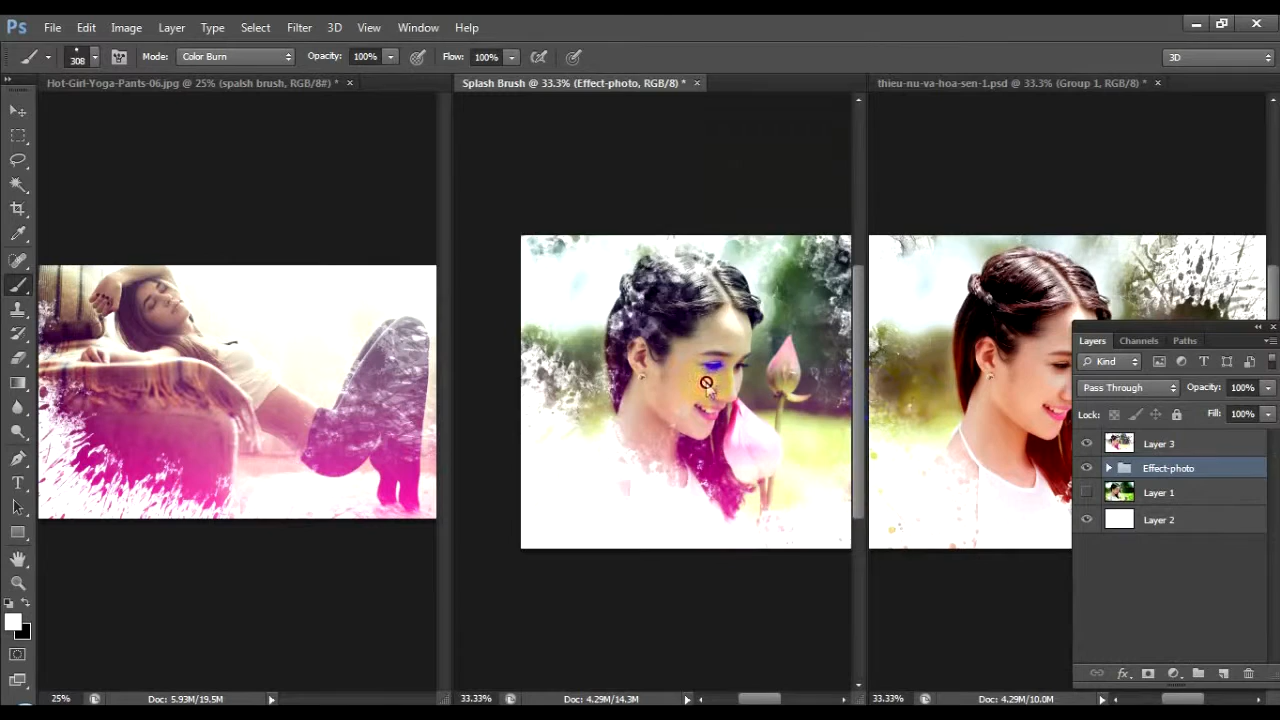 Ps File Edit Image Layer Type Select Filter 3D View Window Help
308 Mode: Color Burn Opacity: 100% Flow: 100% 3D
Hot-Girl-Yoga-Pants-06.jpg @ 25% (spalsh brush, RGB/8#) * × Splash Brush @ 33.3% (Effect-photo, RGB/8) * × thieu-nu-va-hoa-sen-1.psd @ 33.3% (Group 1, RGB/8) * ×
Layers Channels Paths
Kind
Pass Through Opacity: 100%
Lock: Fill: 100%
Layer 3
Effect-photo
Layer 1
Layer 2
25% Doc: 5.93M/19.5M 33.33% Doc: 4.29M/14.3M 33.33% Doc: 4.29M/10.0M